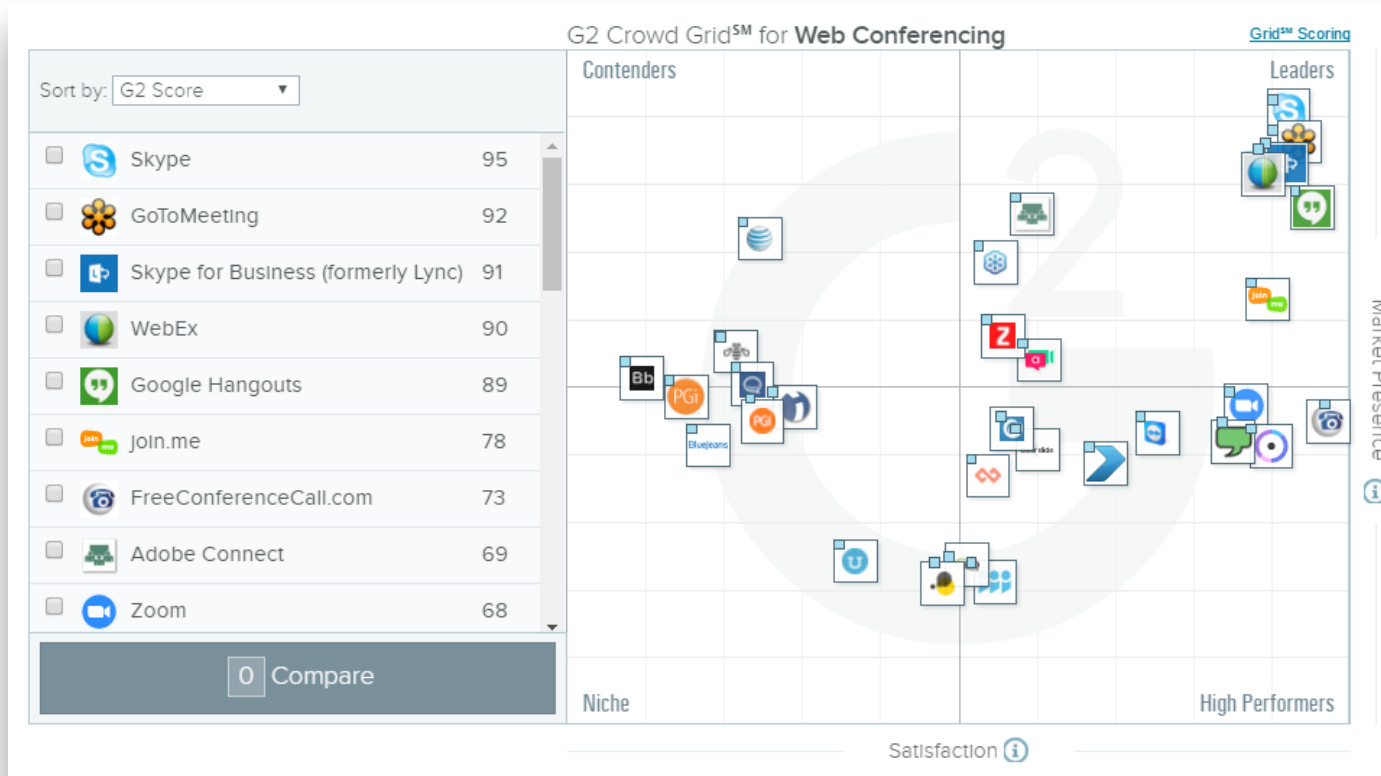 G2 Crowd Grid℠ for Web Conferencing
Grid℠ Scoring
Sort by: G2 Score
Skype 95
GoToMeeting 92
Skype for Business (formerly Lync) 91
WebEx 90
Google Hangouts 89
join.me 78
FreeConferenceCall.com 73
Adobe Connect 69
Zoom 68
0 Compare
Contenders
Leaders
join me
Z
Bb
PGi
PGi
Bluejeans
Niche
High Performers
Satisfaction
Market Presence